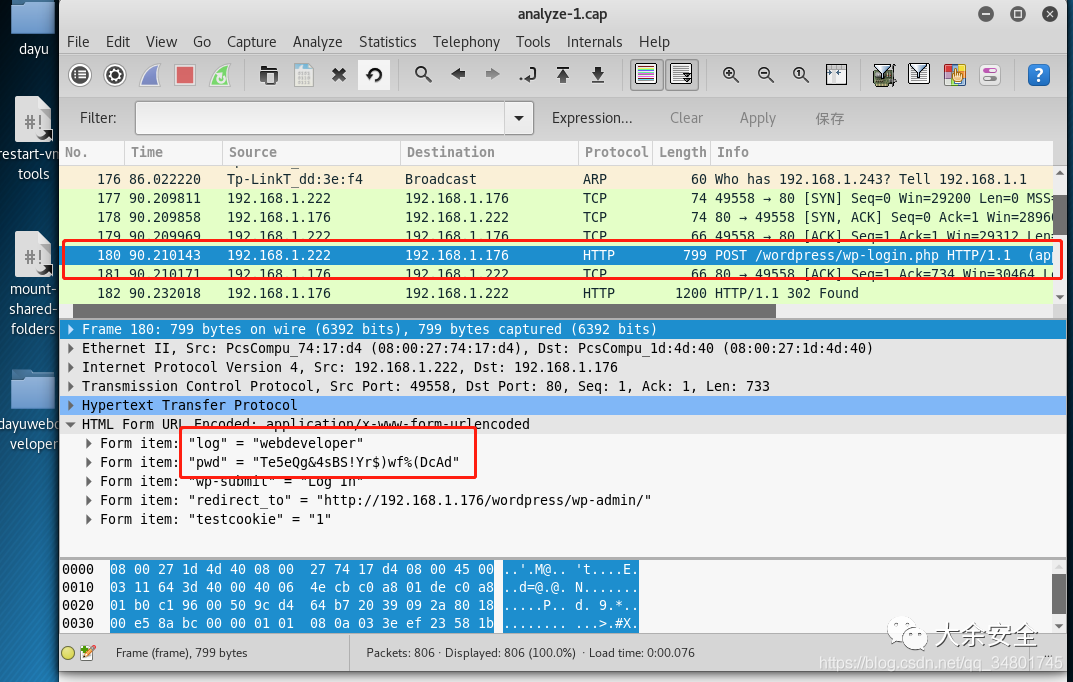 analyze-1.cap
dayu
File Edit View Go Capture Analyze Statistics Telephony Tools Internals Help
Filter: Expression... Clear Apply 保存
No. Time Source Destination Protocol Length Info
176 86.022220 Tp-LinkT_dd:3e:f4 Broadcast ARP 60 Who has 192.168.1.243? Tell 192.168.1.1
177 90.209811 192.168.1.222 192.168.1.176 TCP 74 49558 → 80 [SYN] Seq=0 Win=29200 Len=0 MSS=
178 90.209858 192.168.1.176 192.168.1.222 TCP 74 80 → 49558 [SYN, ACK] Seq=0 Ack=1 Win=2896
179 90.209969 192.168.1.222 192.168.1.176 TCP 66 49558 → 80 [ACK] Seq=1 Ack=1 Win=29312 Len=
180 90.210143 192.168.1.222 192.168.1.176 HTTP 799 POST /wordpress/wp-login.php HTTP/1.1 (ap
181 90.210171 192.168.1.176 192.168.1.222 TCP 66 80 → 49558 [ACK] Seq=1 Ack=734 Win=30464 L
182 90.232018 192.168.1.176 192.168.1.222 HTTP 1200 HTTP/1.1 302 Found
restart-vm
tools
mount-
shared-
folders
dayuwebd
veloper
Frame 180: 799 bytes on wire (6392 bits), 799 bytes captured (6392 bits)
Ethernet II, Src: PcsCompu_74:17:d4 (08:00:27:74:17:d4), Dst: PcsCompu_1d:4d:40 (08:00:27:1d:4d:40)
Internet Protocol Version 4, Src: 192.168.1.222, Dst: 192.168.1.176
Transmission Control Protocol, Src Port: 49558, Dst Port: 80, Seq: 1, Ack: 1, Len: 733
Hypertext Transfer Protocol
HTML Form URL Encoded: application/x-www-form-urlencoded
Form item: "log" = "webdeveloper"
Form item: "pwd" = "Te5eQg&4sBS!Yr$)wf%(DcAd"
Form item: "wp-submit" = "Log In"
Form item: "redirect_to" = "http://192.168.1.176/wordpress/wp-admin/"
Form item: "testcookie" = "1"
0000 08 00 27 1d 4d 40 08 00 27 74 17 d4 08 00 45 00 ..'.M@.. 't....E.
0010 03 11 64 3d 40 00 40 06 4e cb c0 a8 01 de c0 a8 ..d=@.@. N.......
0020 01 b0 c1 96 00 50 9c d4 64 b7 20 39 09 2a 80 18 .....P.. d. 9.*..
0030 00 e5 8a bc 00 00 01 01 08 0a 03 3e ef 23 58 1b ........ ...>.#X.
Frame (frame), 799 bytes Packets: 806 · Displayed: 806 (100.0%) · Load time: 0:00.076
大余安全
https://blog.csdn.net/qq_34801745